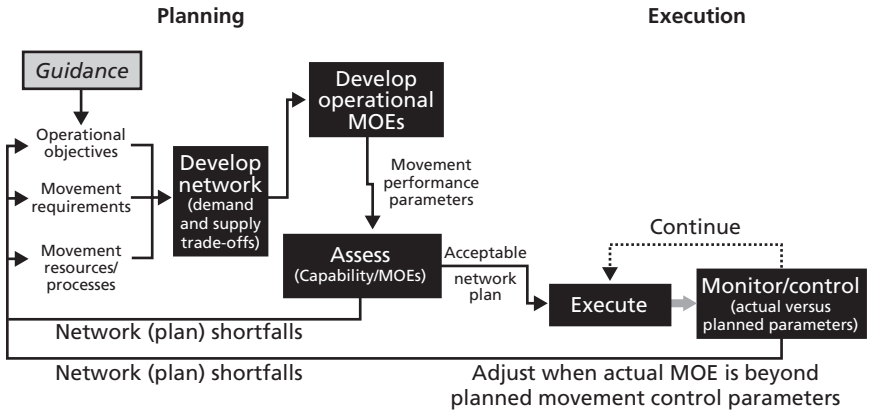 Planning
Execution
Guidance
Operational
objectives
Movement
requirements
Movement
resources/
processes
Develop
network
(demand
and supply
trade-offs)
Develop
operational
MOEs
Movement
performance
parameters
Assess
(Capability/MOEs)
Acceptable
network
plan
Continue
Execute
Monitor/control
(actual versus
planned parameters)
Network (plan) shortfalls
Network (plan) shortfalls
Adjust when actual MOE is beyond
planned movement control parameters